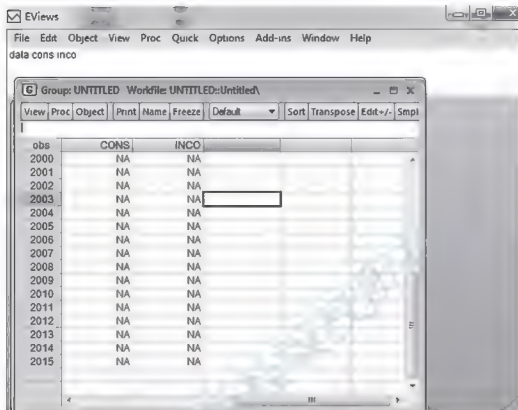 EViews
File Edit Object View Proc Quick Options Add-ins Window Help
data cons inco
G Group: UNTITLED Workfile: UNTITLED::Untitled\
View Proc Object Print Name Freeze Default Sort Transpose Edit+/- Smpl
obs CONS INCO
2000 NA NA
2001 NA NA
2002 NA NA
2003 NA NA
2004 NA NA
2005 NA NA
2006 NA NA
2007 NA NA
2008 NA NA
2009 NA NA
2010 NA NA
2011 NA NA
2012 NA NA
2013 NA NA
2014 NA NA
2015 NA NA